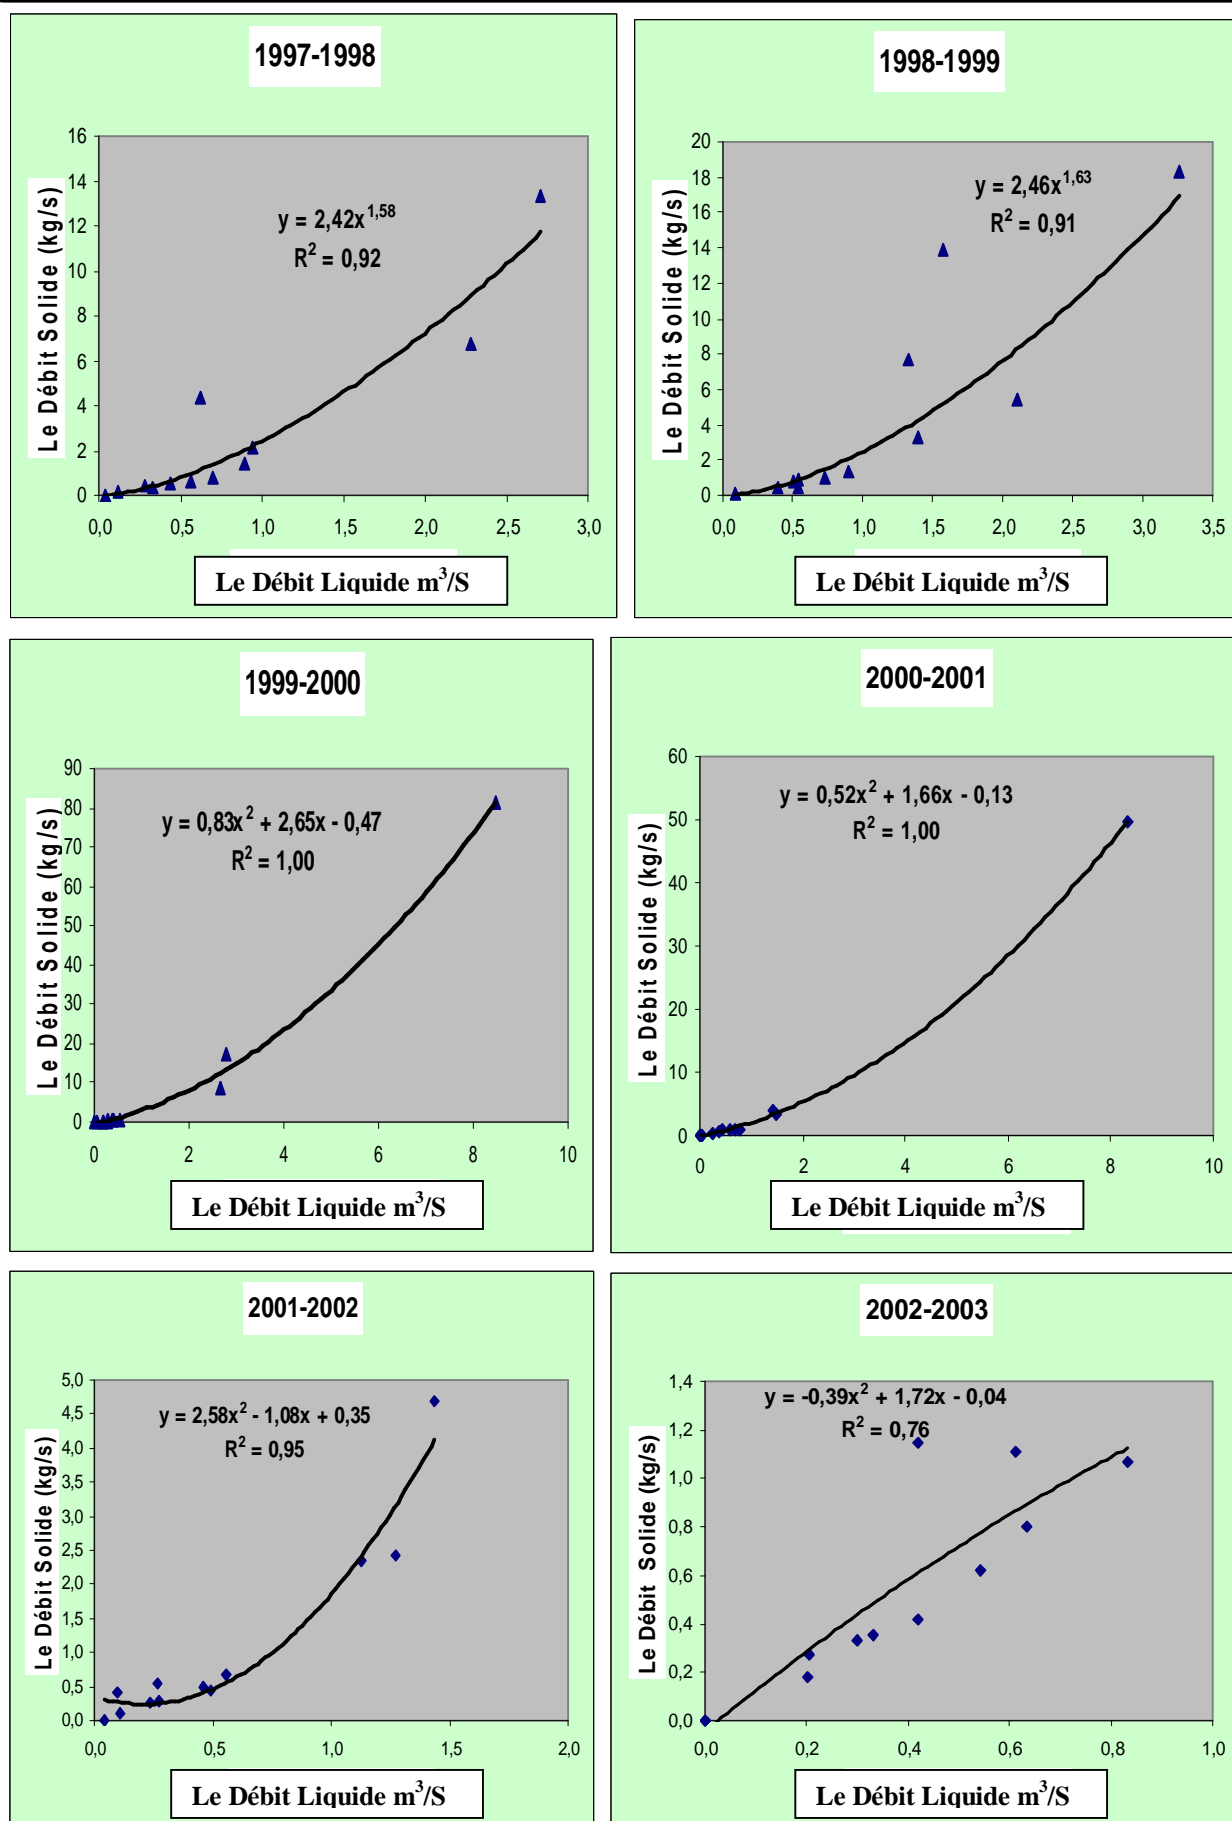 1997-1998
Le Débit Solide (kg/s)
16
14
12
10
8
6
4
2
0
y = 2,42x^1,58
R² = 0,92
0,0 0,5 1,0 1,5 2,0 2,5 3,0
Le Débit Liquide m³/S
1998-1999
Le Débit Solide (kg/s)
20
18
16
14
12
10
8
6
4
2
0
y = 2,46x^1,63
R² = 0,91
0,0 0,5 1,0 1,5 2,0 2,5 3,0 3,5
Le Débit Liquide m³/S
1999-2000
Le Débit Solide (kg/s)
90
80
70
60
50
40
30
20
10
0
y = 0,83x² + 2,65x - 0,47
R² = 1,00
0 2 4 6 8 10
Le Débit Liquide m³/S
2000-2001
Le Débit Solide (kg/s)
60
50
40
30
20
10
0
y = 0,52x² + 1,66x - 0,13
R² = 1,00
0 2 4 6 8 10
Le Débit Liquide m³/S
2001-2002
Le Débit Solide (kg/s)
5,0
4,5
4,0
3,5
3,0
2,5
2,0
1,5
1,0
0,5
0,0
y = 2,58x² - 1,08x + 0,35
R² = 0,95
0,0 0,5 1,0 1,5 2,0
Le Débit Liquide m³/S
2002-2003
Le Débit Solide (kg/s)
1,4
1,2
1,0
0,8
0,6
0,4
0,2
0,0
y = -0,39x² + 1,72x - 0,04
R² = 0,76
0,0 0,2 0,4 0,6 0,8 1,0
Le Débit Liquide m³/S